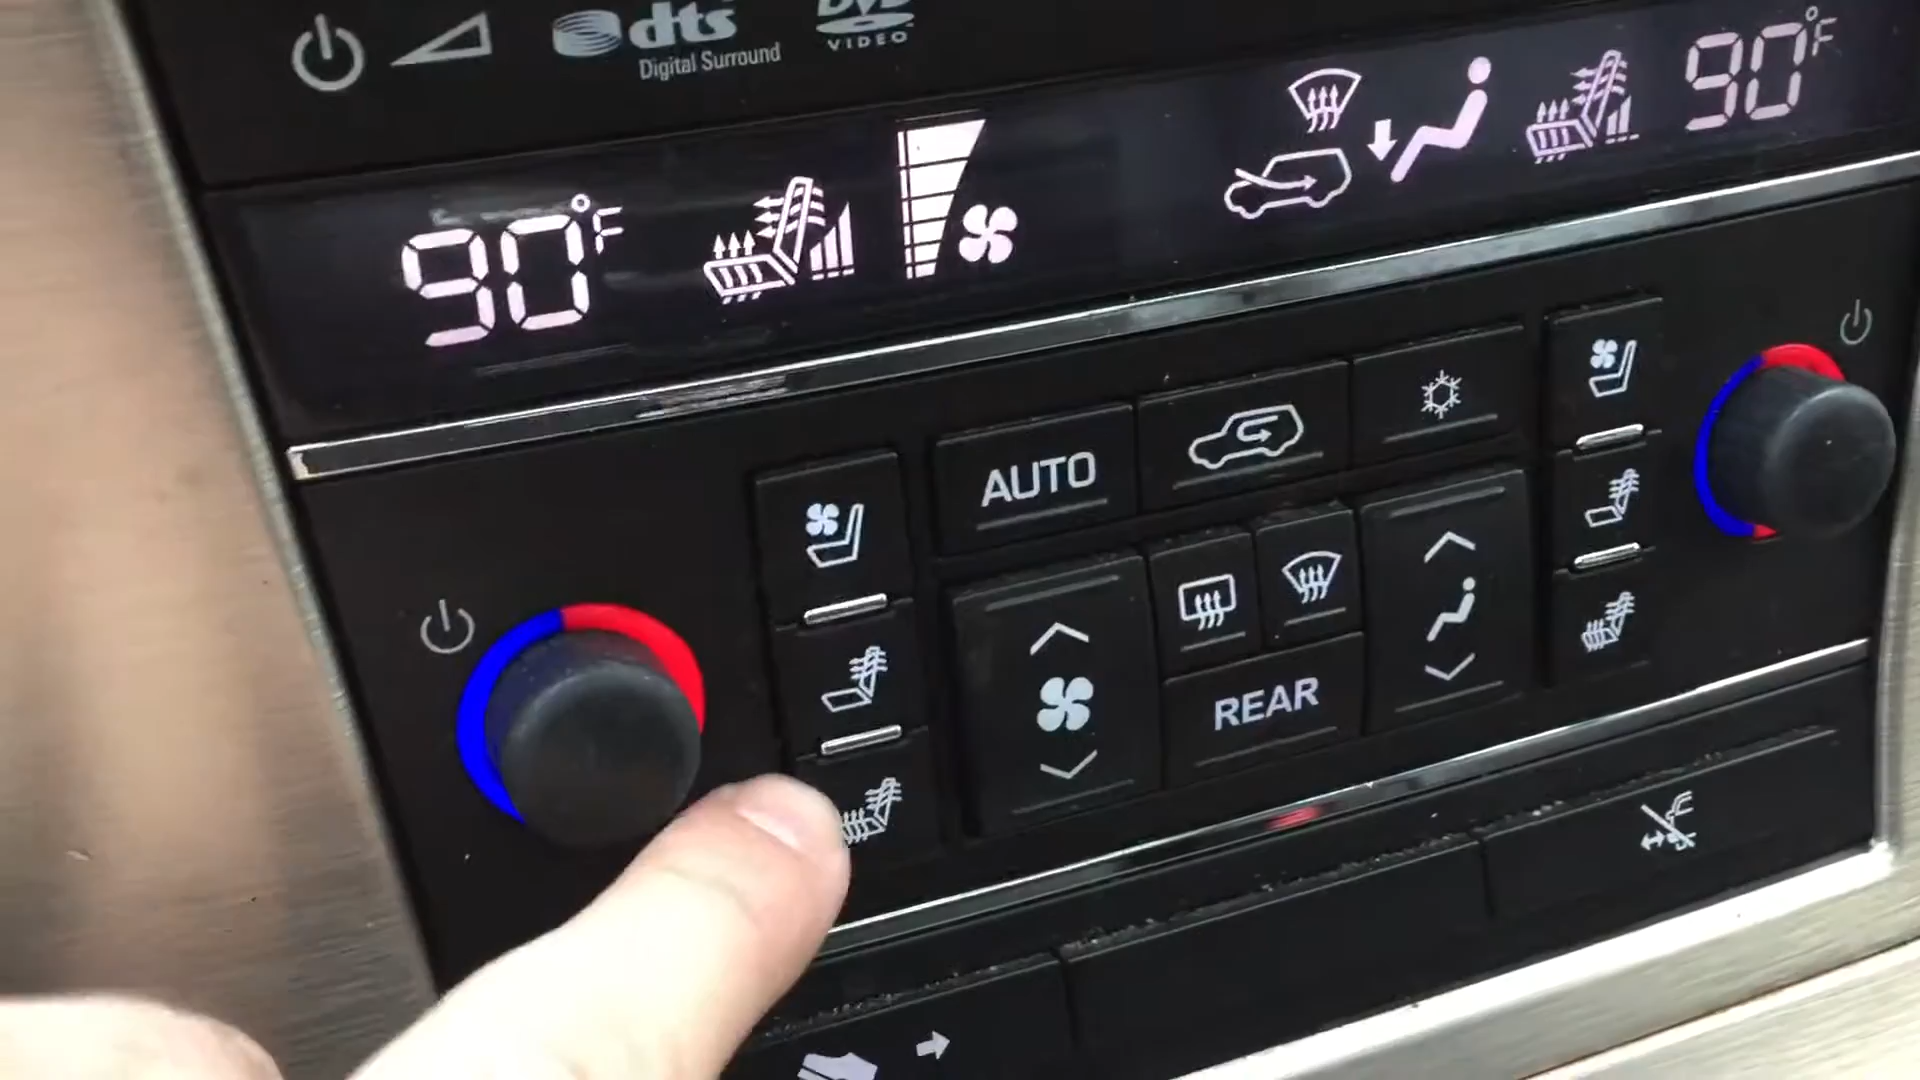 dts
Digital Surround
DVD
VIDEO
90°F
90°F
AUTO
REAR